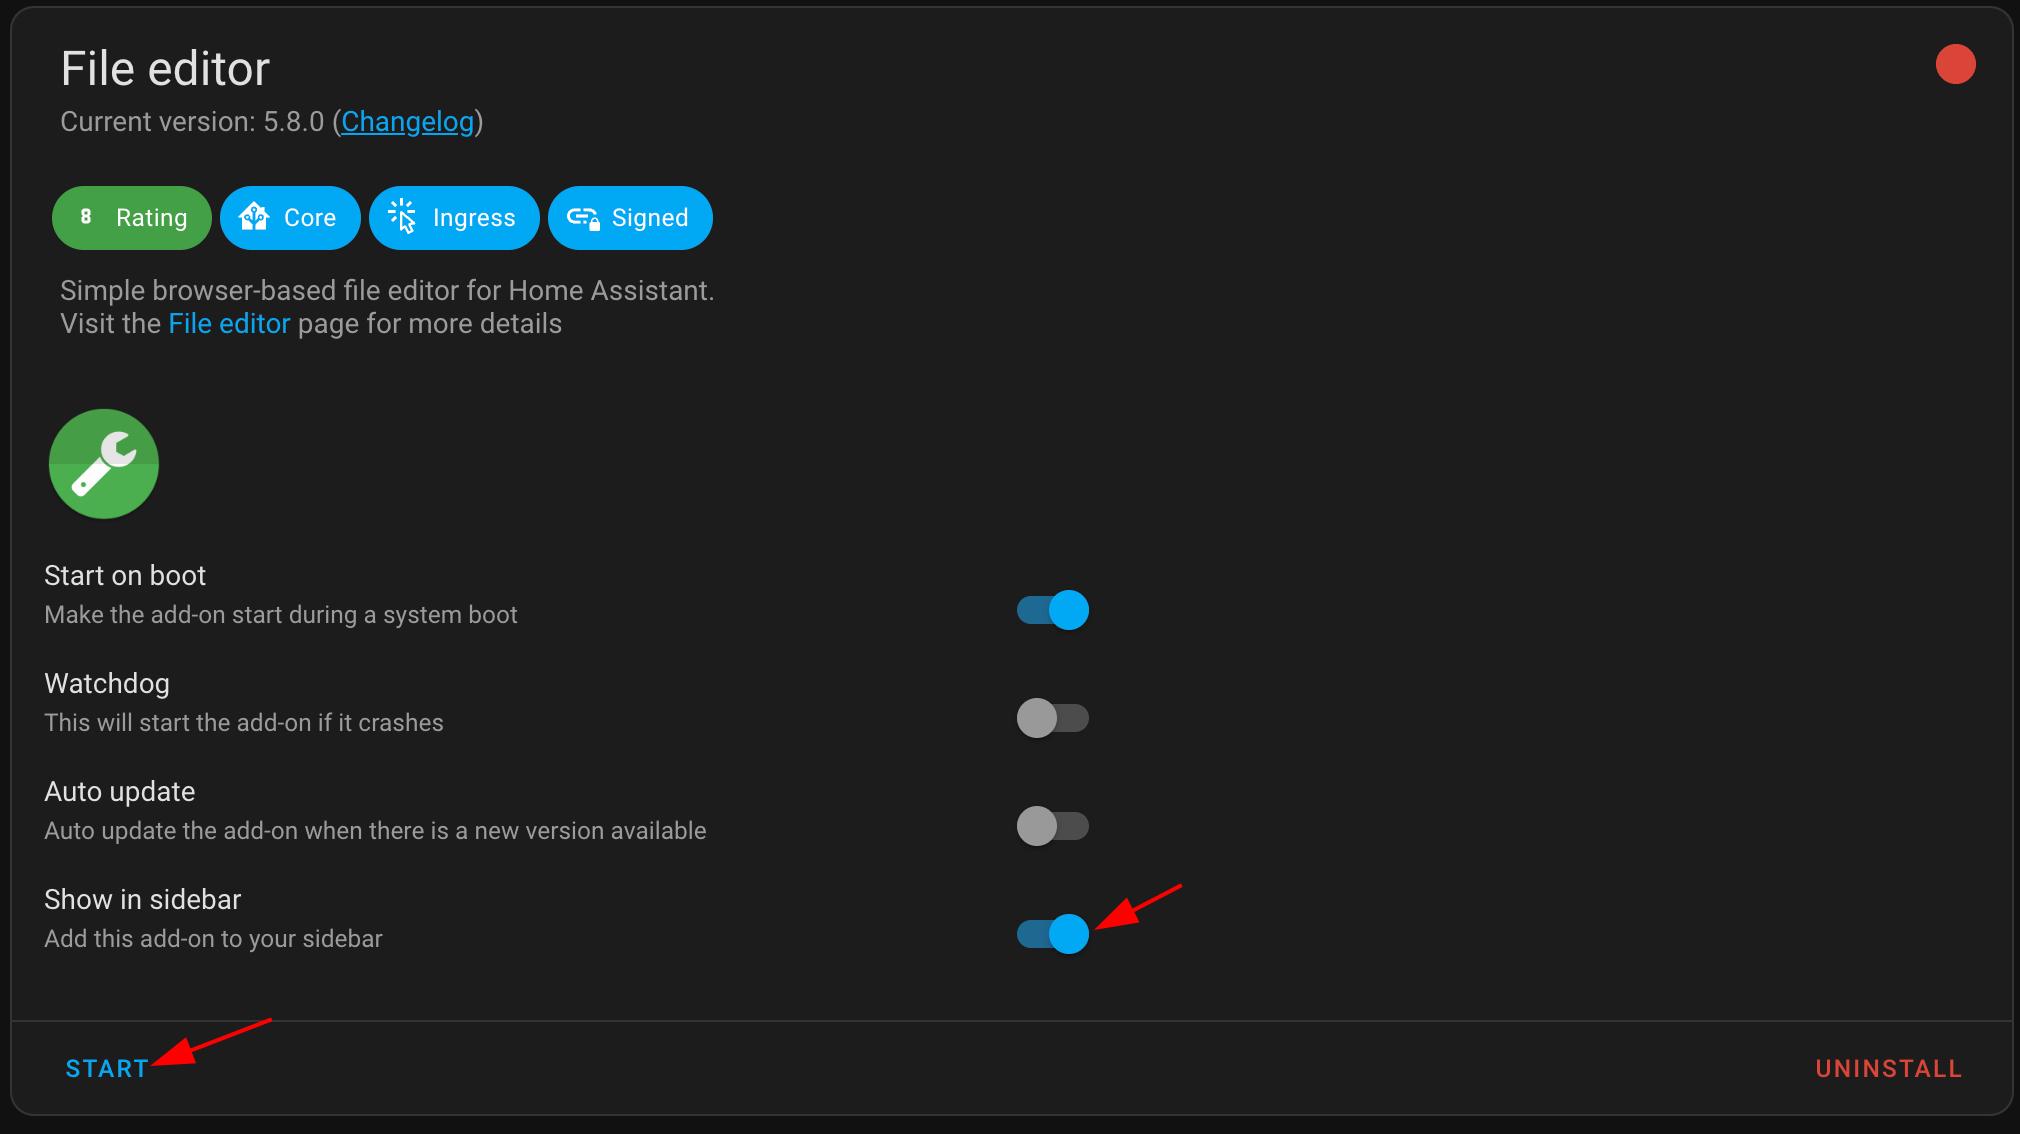 File editor
Current version: 5.8.0 (Changelog)
8 Rating Core Ingress Signed
Simple browser-based file editor for Home Assistant.
Visit the File editor page for more details
Start on boot
Make the add-on start during a system boot
Watchdog
This will start the add-on if it crashes
Auto update
Auto update the add-on when there is a new version available
Show in sidebar
Add this add-on to your sidebar
START UNINSTALL